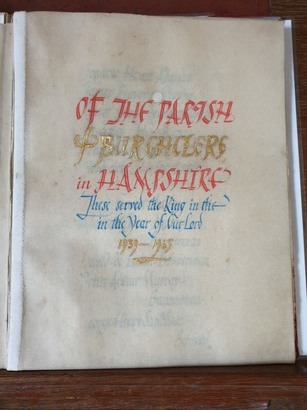 OF THE PARISH
of BURGHCLERE
in HAMPSHIRE
These served the King in the
in the Year of Our Lord
1939-1945